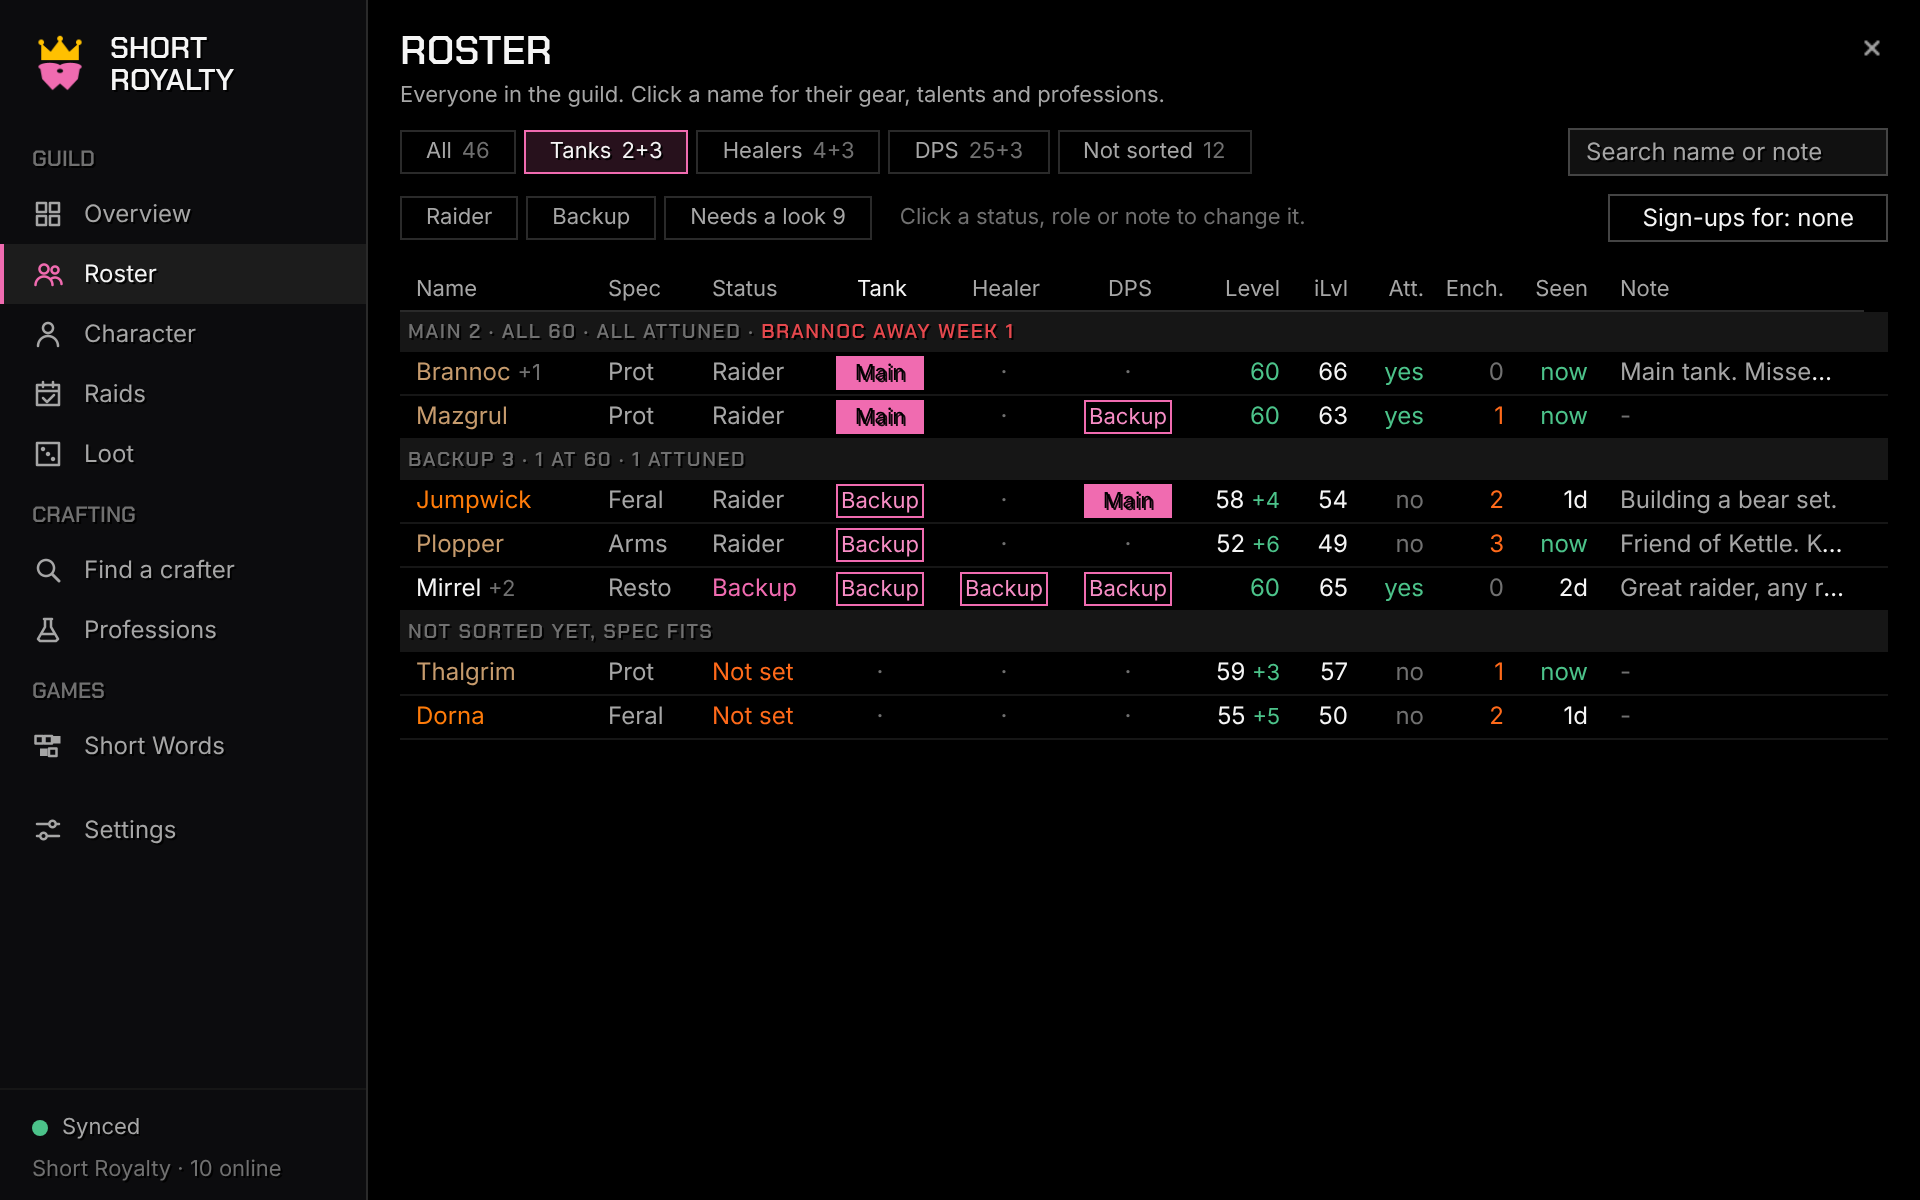 SHORT
ROYALTY
GUILD
Overview
Roster
Character
Raids
Loot
CRAFTING
Find a crafter
Professions
GAMES
Short Words
Settings
Synced
Short Royalty · 10 online
ROSTER
Everyone in the guild. Click a name for their gear, talents and professions.
All 46 Tanks 2+3 Healers 4+3 DPS 25+3 Not sorted 12 Search name or note
Raider Backup Needs a look 9 Click a status, role or note to change it. Sign-ups for: none
Name Spec Status Tank Healer DPS Level iLvl Att. Ench. Seen Note
MAIN 2 · ALL 60 · ALL ATTUNED · BRANNOC AWAY WEEK 1
Brannoc +1 Prot Raider Main · · 60 66 yes 0 now Main tank. Misse...
Mazgrul Prot Raider Main · Backup 60 63 yes 1 now -
BACKUP 3 · 1 AT 60 · 1 ATTUNED
Jumpwick Feral Raider Backup · Main 58 +4 54 no 2 1d Building a bear set.
Plopper Arms Raider Backup · · 52 +6 49 no 3 now Friend of Kettle. K...
Mirrel +2 Resto Backup Backup Backup Backup 60 65 yes 0 2d Great raider, any r...
NOT SORTED YET, SPEC FITS
Thalgrim Prot Not set · · · 59 +3 57 no 1 now -
Dorna Feral Not set · · · 55 +5 50 no 2 1d -